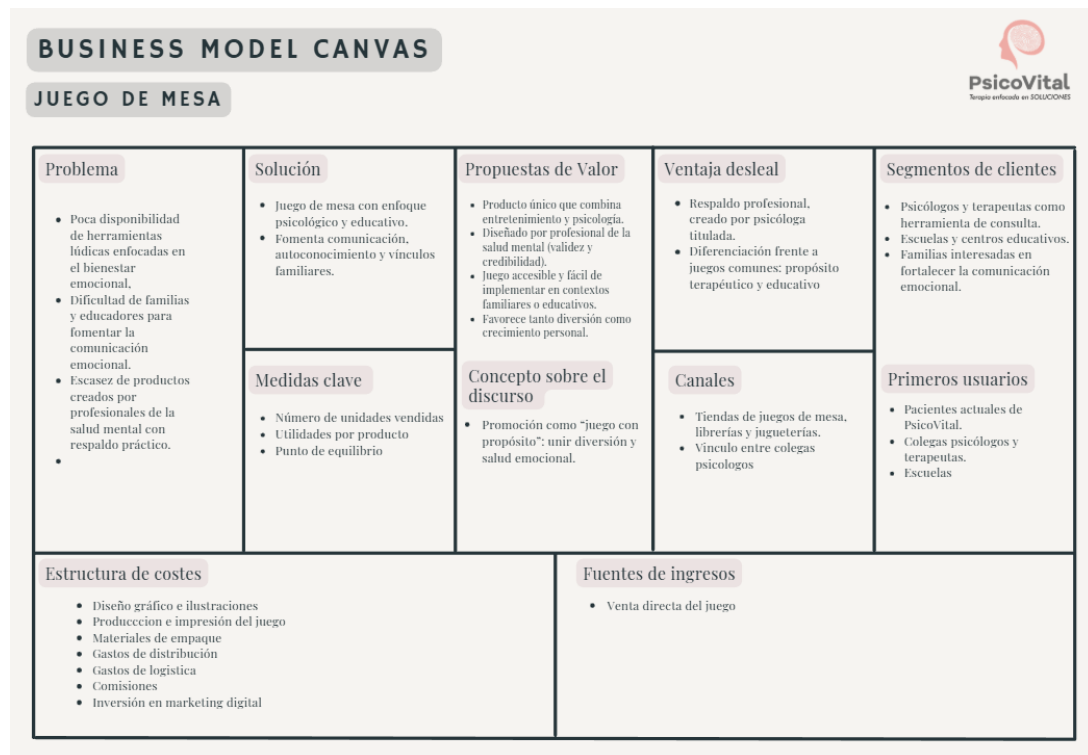 BUSINESS MODEL CANVAS
JUEGO DE MESA
PsicoVital
Terapia enfocada en SOLUCIONES
Problema
• Poca disponibilidad
de herramientas
lúdicas enfocadas en
el bienestar
emocional,
• Dificultad de familias
y educadores para
fomentar la
comunicación
emocional.
• Escasez de productos
creados por
profesionales de la
salud mental con
respaldo práctico.
•
Solución
• Juego de mesa con enfoque
psicológico y educativo.
• Fomenta comunicación,
autoconocimiento y vínculos
familiares.
Medidas clave
• Número de unidades vendidas
• Utilidades por producto
• Punto de equilibrio
Propuestas de Valor
• Producto único que combina
entretenimiento y psicología.
• Diseñado por profesional de la
salud mental (validez y
credibilidad).
• Juego accesible y fácil de
implementar en contextos
familiares o educativos.
• Favorece tanto diversión como
crecimiento personal.
Concepto sobre el
discurso
• Promoción como “juego con
propósito”: unir diversión y
salud emocional.
Ventaja desleal
• Respaldo profesional,
creado por psicóloga
titulada.
• Diferenciación frente a
juegos comunes: propósito
terapéutico y educativo
Canales
• Tiendas de juegos de mesa,
librerías y jugueterías.
• Vinculo entre colegas
psicologos
Segmentos de clientes
• Psicólogos y terapeutas como
herramienta de consulta.
• Escuelas y centros educativos.
• Familias interesadas en
fortalecer la comunicación
emocional.
Primeros usuarios
• Pacientes actuales de
PsicoVital.
• Colegas psicólogos y
terapeutas.
• Escuelas
Estructura de costes
• Diseño gráfico e ilustraciones
• Producccion e impresión del juego
• Materiales de empaque
• Gastos de distribución
• Gastos de logistica
• Comisiones
• Inversión en marketing digital
Fuentes de ingresos
• Venta directa del juego